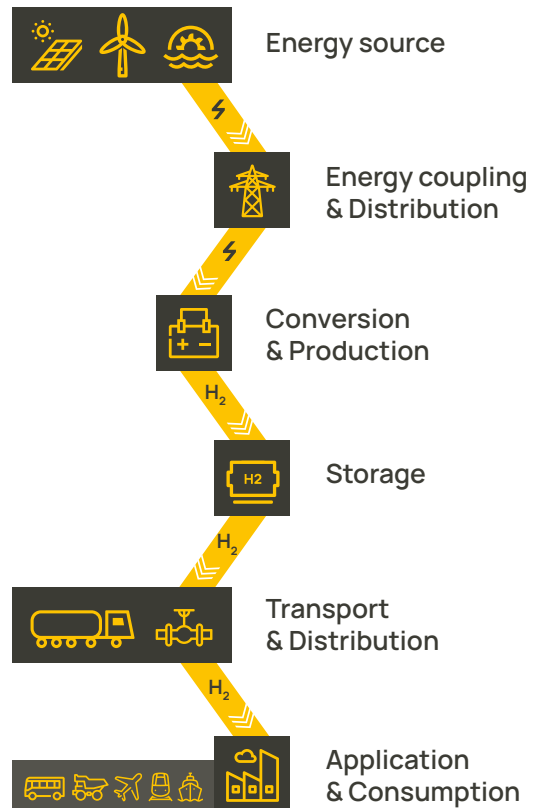 Energy source
Energy coupling
& Distribution
Conversion
& Production
+ −
H₂
Storage
H2
H₂
Transport
& Distribution
H₂
Application
& Consumption